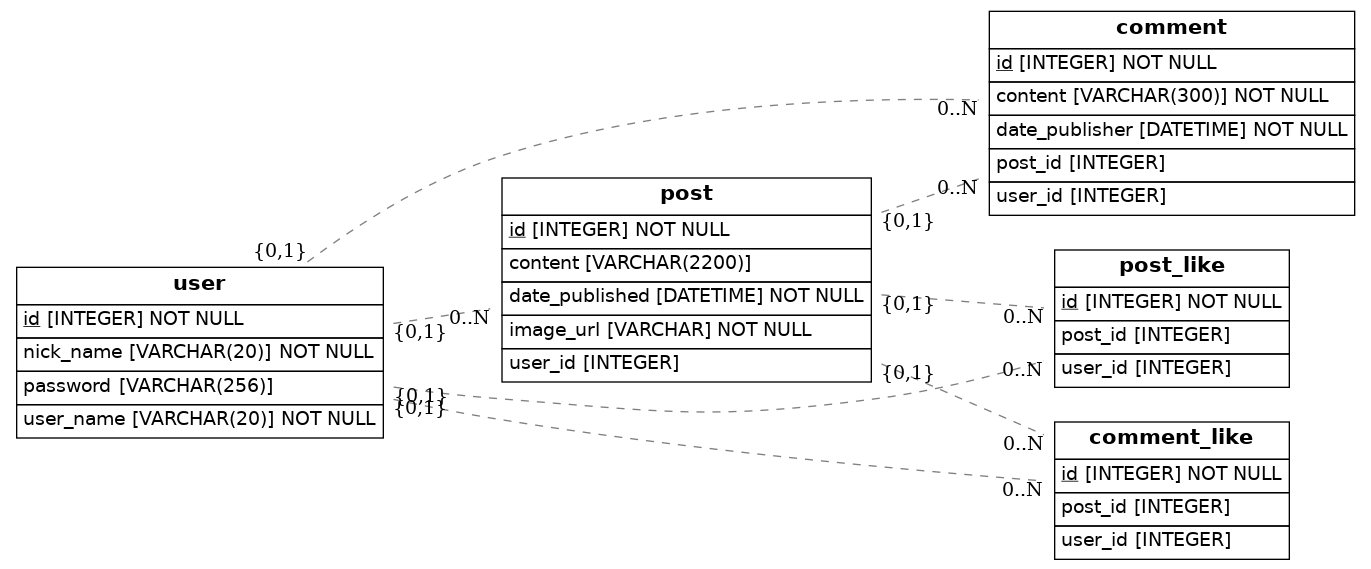 comment
id [INTEGER] NOT NULL
content [VARCHAR(300)] NOT NULL
date_publisher [DATETIME] NOT NULL
post_id [INTEGER]
user_id [INTEGER]
0..N
0..N
post
id [INTEGER] NOT NULL
content [VARCHAR(2200)]
date_published [DATETIME] NOT NULL
image_url [VARCHAR] NOT NULL
user_id [INTEGER]
{0,1}
{0,1}
{0,1}
0..N
post_like
id [INTEGER] NOT NULL
post_id [INTEGER]
user_id [INTEGER]
0..N
0..N
user
id [INTEGER] NOT NULL
nick_name [VARCHAR(20)] NOT NULL
password [VARCHAR(256)]
user_name [VARCHAR(20)] NOT NULL
{0,1}
{0,1}
{0,1}
{0,1}
comment_like
id [INTEGER] NOT NULL
post_id [INTEGER]
user_id [INTEGER]
0..N
0..N